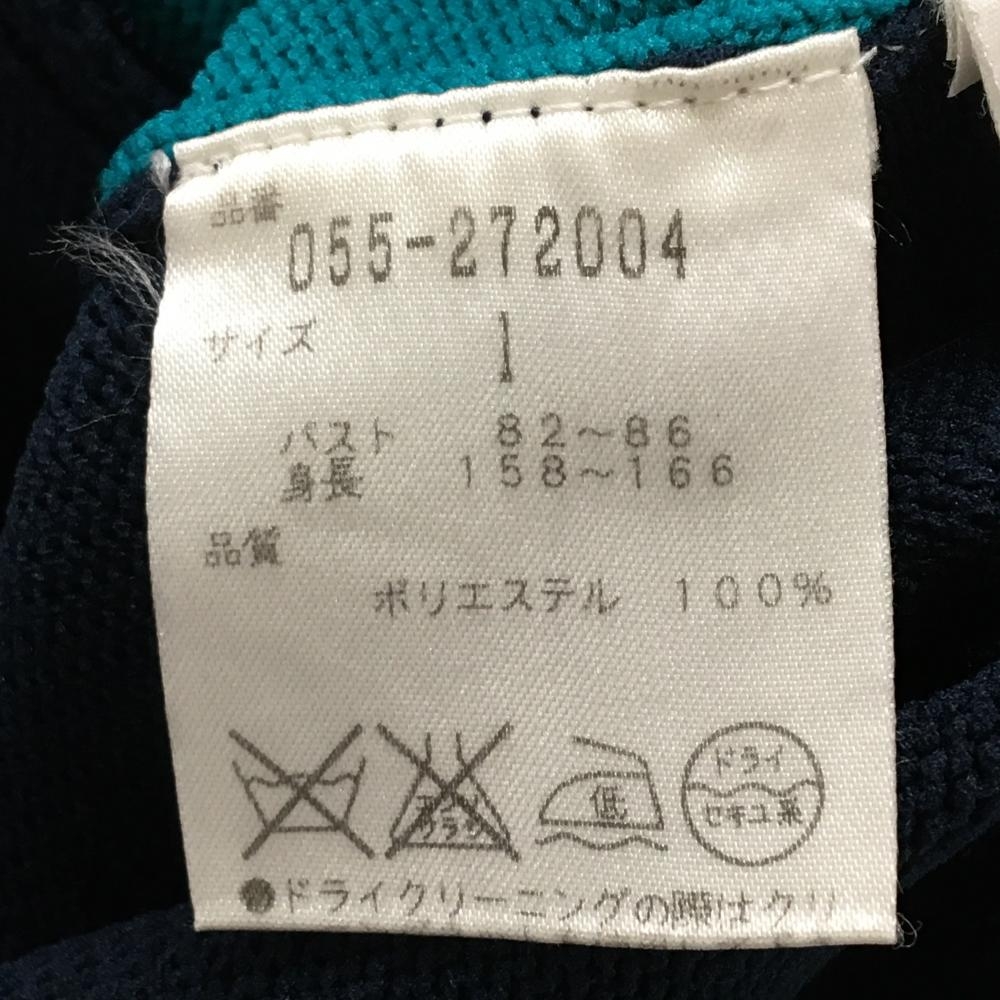 品番
055-272004
サイズ 1
バスト 82~86
身長 158~166
品質
ポリエステル 100%
低 ドライ
セキユ系
●ドライクリーニングの時はクリ